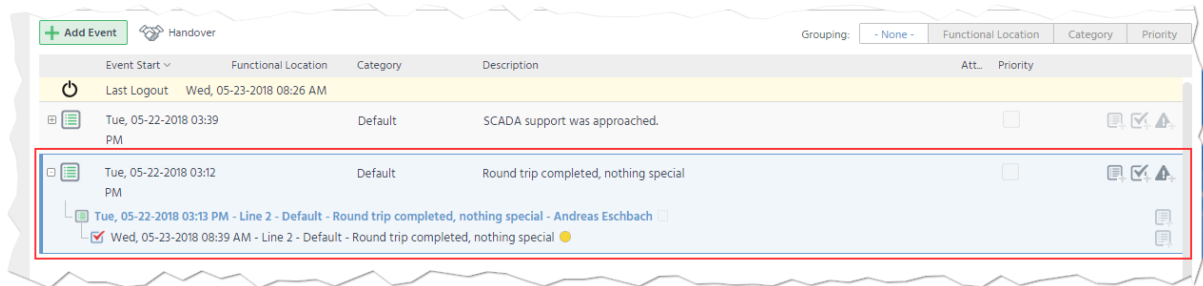 Add Event Handover Grouping: - None - Functional Location Category Priority
Event Start Functional Location Category Description Att... Priority
Last Logout Wed, 05-23-2018 08:26 AM
Tue, 05-22-2018 03:39 Default SCADA support was approached.
PM
Tue, 05-22-2018 03:12 Default Round trip completed, nothing special
PM
Tue, 05-22-2018 03:13 PM - Line 2 - Default - Round trip completed, nothing special - Andreas Eschbach
Wed, 05-23-2018 08:39 AM - Line 2 - Default - Round trip completed, nothing special